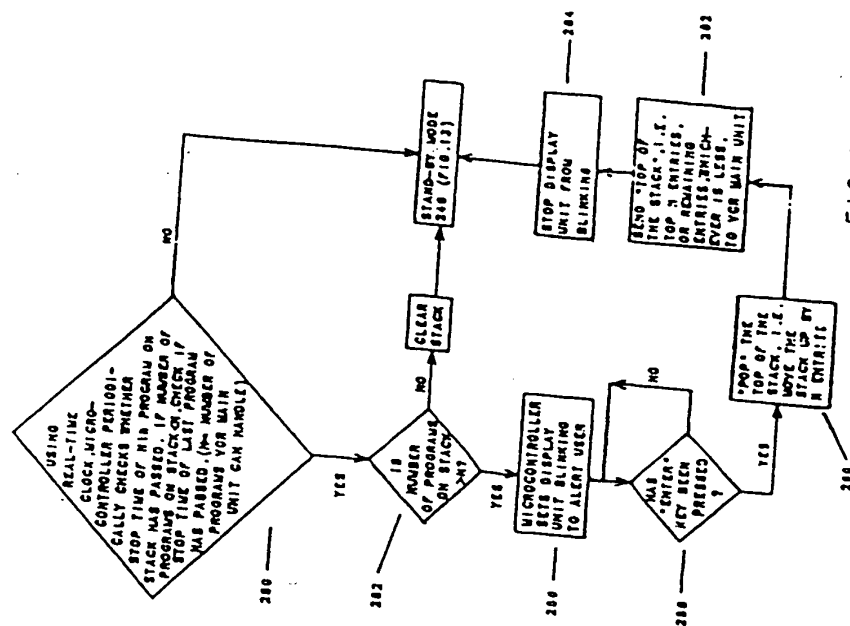 USING
REAL-TIME
CLOCK, MICRO-
CONTROLLER PERIODI-
CALLY CHECKS WHETHER
STOP TIME OF Nth PROGRAM ON
STACK HAS PASSED. IF NUMBER OF
PROGRAMS ON STACK<N, CHECK IF
STOP TIME OF LAST PROGRAM
HAS PASSED. (N= NUMBER OF
PROGRAMS VCR MAIN
UNIT CAN HANDLE)
NO
YES
IS
NUMBER
OF PROGRAMS
ON STACK
>N?
NO
CLEAR
STACK
STAND-BY MODE
240 (FIG.13)
YES
MICROCONTROLLER
SETS DISPLAY
UNIT BLINKING
TO ALERT USER
HAS
"ENTER"
KEY BEEN
PRESSED
?
NO
YES
"POP" THE
TOP OF THE
STACK, I.E.
MOVE THE
STACK UP BY
N ENTRIES
SEND "TOP OF
THE STACK", I.E.
TOP N ENTRIES,
OR REMAINING
ENTRIES, WHICH-
EVER IS LESS,
TO VCR MAIN UNIT
STOP DISPLAY
UNIT FROM
BLINKING